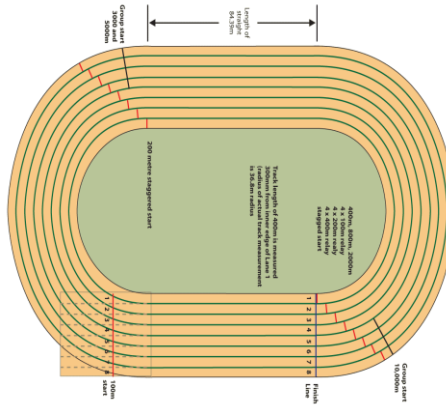 Group start
3000 and
5000m
Length of
straight
84.39m
200 metre staggered start
Track length of 400m is measured
300mm from inner edge of Lane 1
(radius of actual track measurement
is 36.8m radius
400m, 800m, 2000m
4 x 100m relay
4 x 200m realy
4 x 400m relay
stagged start
Group start
10,000m
1 2 3 4 5 6 7 8
100m
start
1 2 3 4 5 6 7 8
Finish
Line